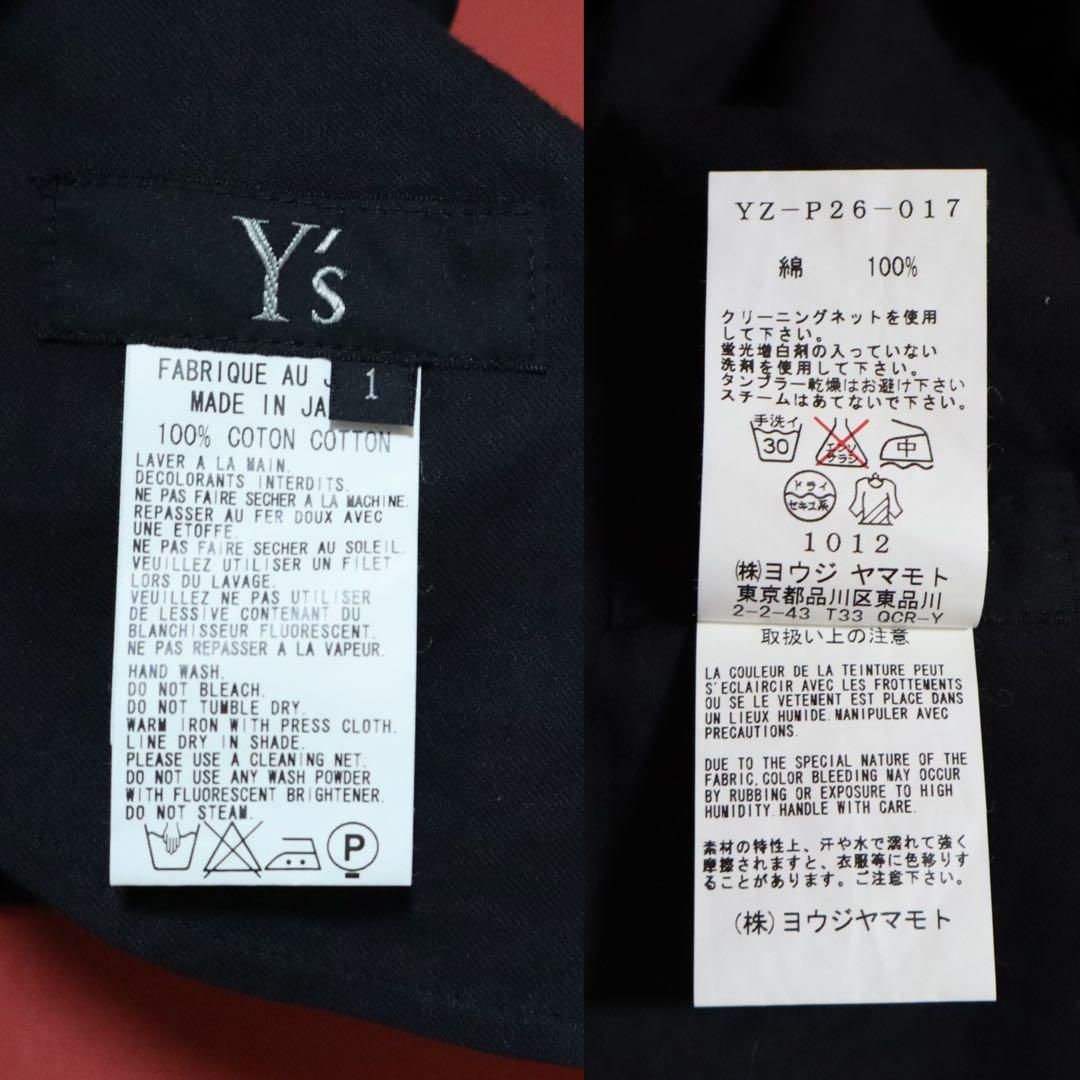 Y's
1
FABRIQUE AU
MADE IN
100% COTON COTTON
LAVER A LA MAIN.
DECOLORANTS INTERDITS.
NE PAS FAIRE SECHER A LA MACHINE.
REPASSER AU FER DOUX AVEC
UNE ETOFFE.
NE PAS FAIRE SECHER AU SOLEIL.
VEUILLEZ UTILISER UN FILET
LORS DU LAVAGE.
VEUILLEZ NE PAS UTILISER
DE LESSIVE CONTENANT DU
BLANCHISSEUR FLUORESCENT.
NE PAS REPASSER A LA VAPEUR.
HAND WASH.
DO NOT BLEACH.
DO NOT TUMBLE DRY.
WARM IRON WITH PRESS CLOTH.
LINE DRY IN SHADE.
PLEASE USE A CLEANING NET.
DO NOT USE ANY WASH POWDER
WITH FLUORESCENT BRIGHTENER.
DO NOT STEAM.
P
YZ-P26-017
綿 100%
クリーニングネットを使用
して下さい。
蛍光増白剤の入っていない
洗剤を使用して下さい。
タンブラー乾燥はお避け下さい
スチームはあてないで下さい。
手洗イ
30
エンソ
サラシ
中
ドライ
セキユ系
1012
(株)ヨウジ ヤマモト
東京都品川区東品川
2-2-43 T33 QCR-Y
取扱い上の注意
LA COULEUR DE LA TEINTURE PEUT
S'ECLAIRCIR AVEC LES FROTTEMENTS
OU SE LE VETEMENT EST PLACE DANS
UN LIEUX HUMIDE. MANIPULER AVEC
PRECAUTIONS.
DUE TO THE SPECIAL NATURE OF THE
FABRIC, COLOR BLEEDING MAY OCCUR
BY RUBBING OR EXPOSURE TO HIGH
HUMIDITY. HANDLE WITH CARE.
素材の特性上、汗や水で濡れて強く
摩擦されますと、衣服等に色移りす
ることがあります。ご注意下さい。
(株)ヨウジヤマモト